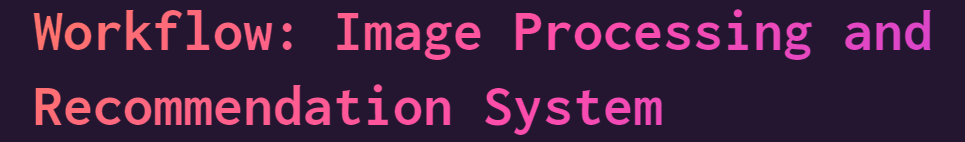 Workflow: Image Processing and
Recommendation System